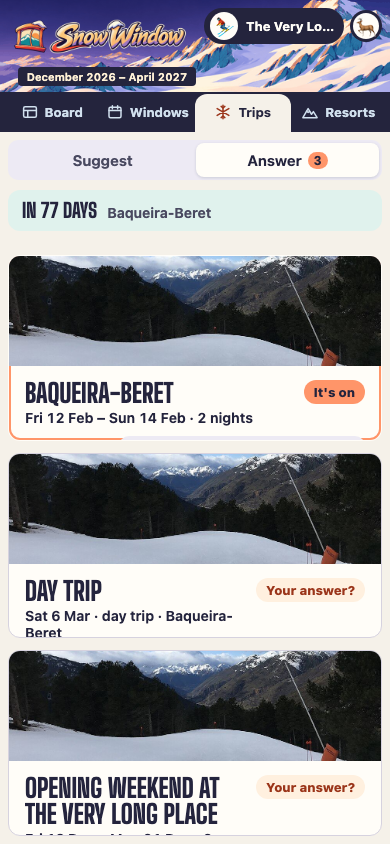 SnowWindow
The Very Lo...
December 2026 – April 2027
Board
Windows
Trips
Resorts
Suggest
Answer 3
IN 77 DAYS Baqueira-Beret
BAQUEIRA-BERET
It's on
Fri 12 Feb – Sun 14 Feb · 2 nights
DAY TRIP
Your answer?
Sat 6 Mar · day trip · Baqueira-
Beret
OPENING WEEKEND AT
THE VERY LONG PLACE
Your answer?